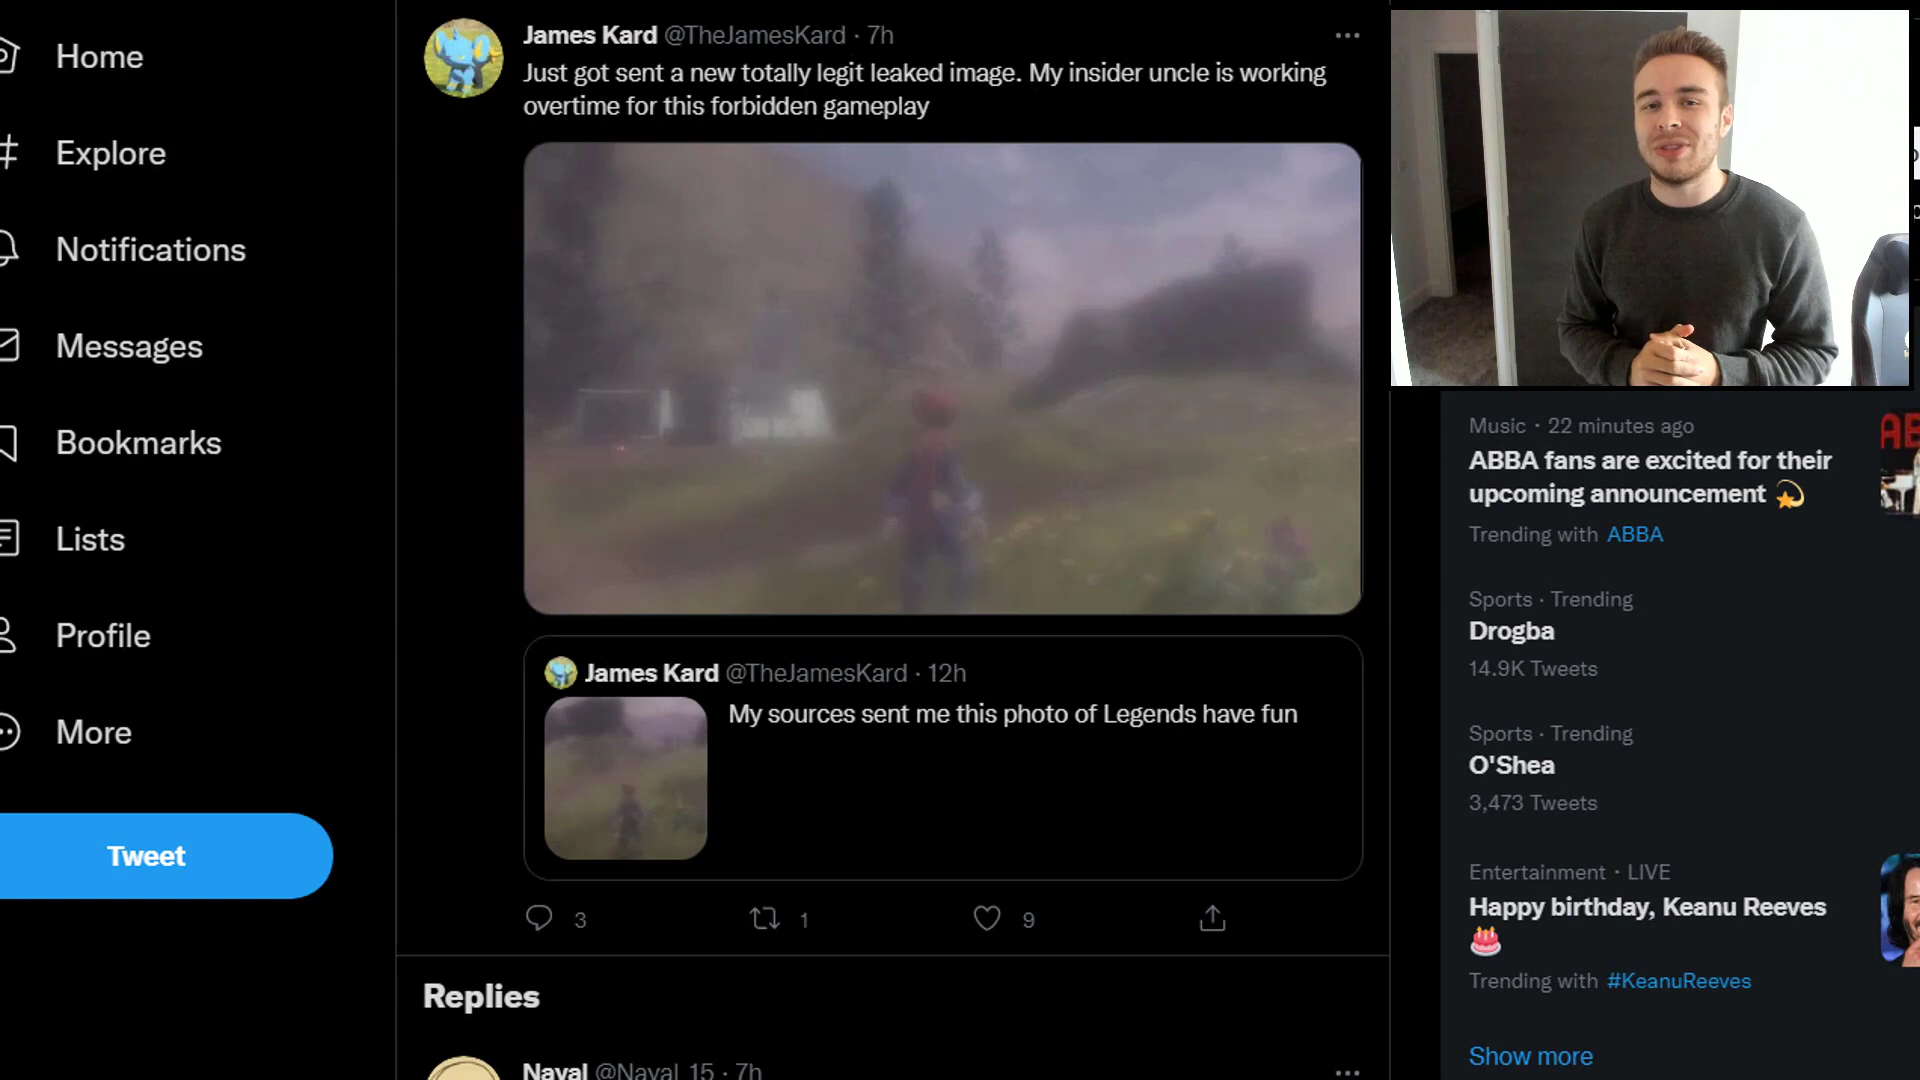 Home
Explore
Notifications
Messages
Bookmarks
Lists
Profile
More
Tweet
James Kard @TheJamesKard · 7h
Just got sent a new totally legit leaked image. My insider uncle is working
overtime for this forbidden gameplay
James Kard @TheJamesKard · 12h
My sources sent me this photo of Legends have fun
3 1 9
Replies
Naval @Naval_15 · 7h
Music · 22 minutes ago
ABBA fans are excited for their
upcoming announcement 💫
Trending with ABBA
Sports · Trending
Drogba
14.9K Tweets
Sports · Trending
O'Shea
3,473 Tweets
Entertainment · LIVE
Happy birthday, Keanu Reeves
🎂
Trending with #KeanuReeves
Show more